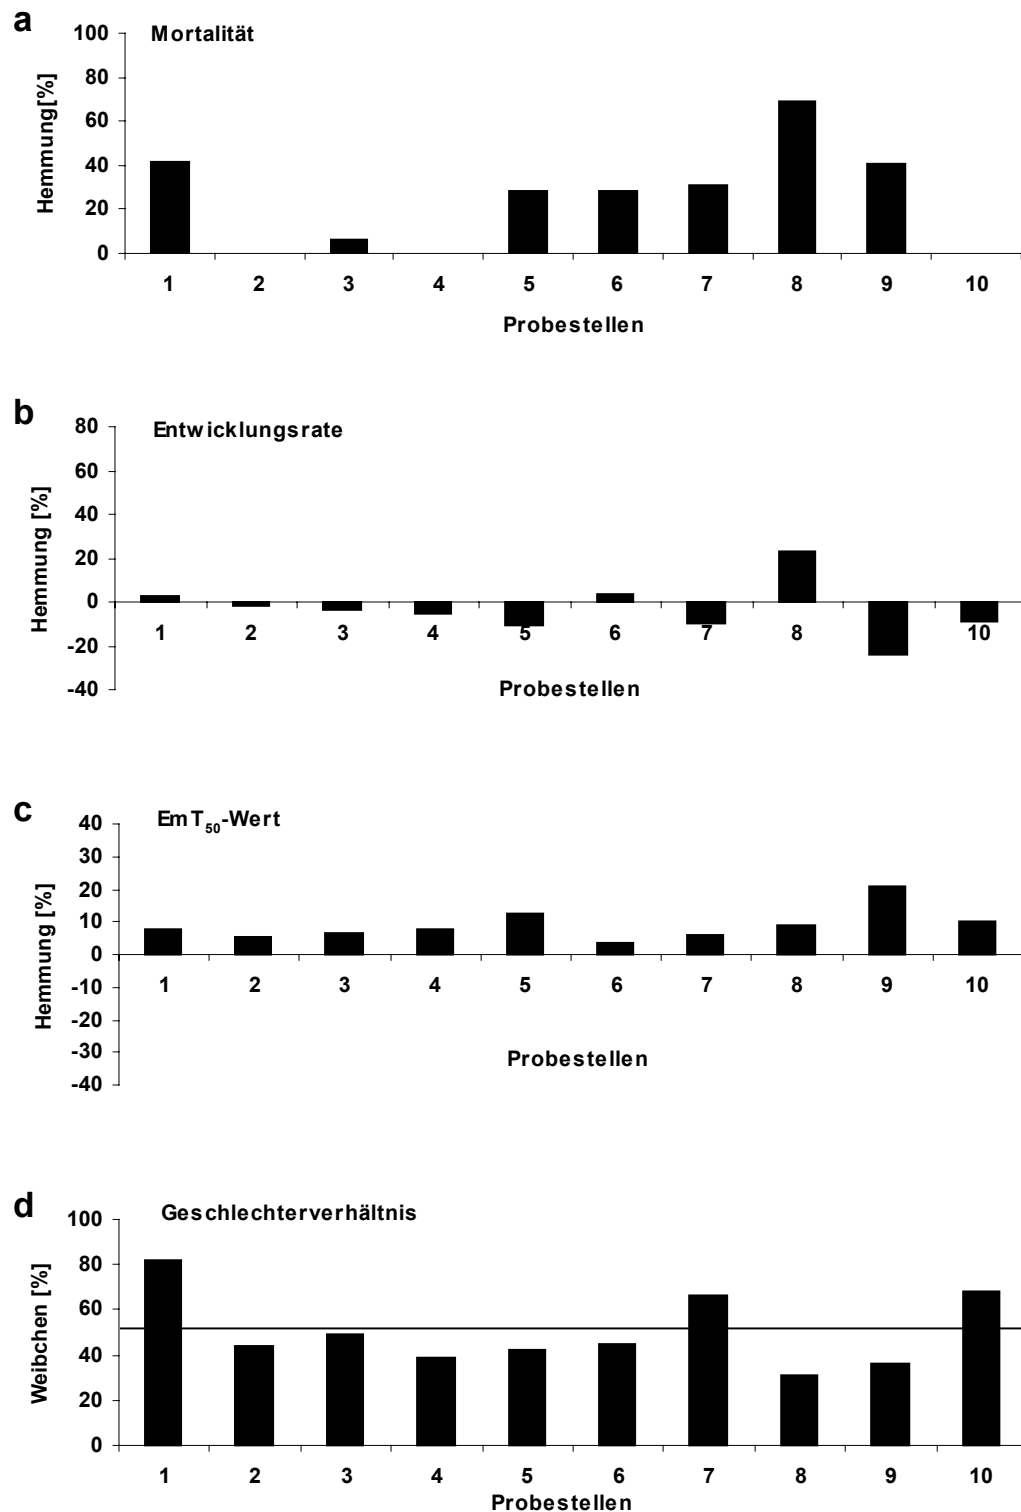 a
Mortalität
Hemmung[%]
100
80
60
40
20
0
1 2 3 4 5 6 7 8 9 10
Probestellen
b
Entwicklungsrate
Hemmung [%]
80
60
40
20
0
-20
-40
1 2 3 4 5 6 7 8 9 10
Probestellen
c
EmT50-Wert
Hemmung [%]
40
30
20
10
0
-10
-20
-30
-40
1 2 3 4 5 6 7 8 9 10
Probestellen
d
Geschlechterverhältnis
Weibchen [%]
100
80
60
40
20
0
1 2 3 4 5 6 7 8 9 10
Probestellen